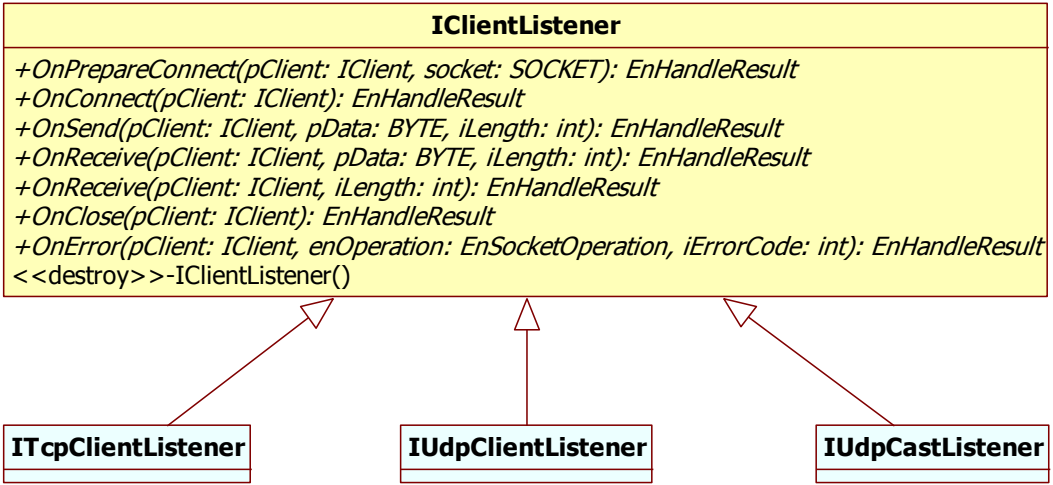 IClientListener
+OnPrepareConnect(pClient: IClient, socket: SOCKET): EnHandleResult
+OnConnect(pClient: IClient): EnHandleResult
+OnSend(pClient: IClient, pData: BYTE, iLength: int): EnHandleResult
+OnReceive(pClient: IClient, pData: BYTE, iLength: int): EnHandleResult
+OnReceive(pClient: IClient, iLength: int): EnHandleResult
+OnClose(pClient: IClient): EnHandleResult
+OnError(pClient: IClient, enOperation: EnSocketOperation, iErrorCode: int): EnHandleResult
<<destroy>>-IClientListener()
ITcpClientListener
IUdpClientListener
IUdpCastListener